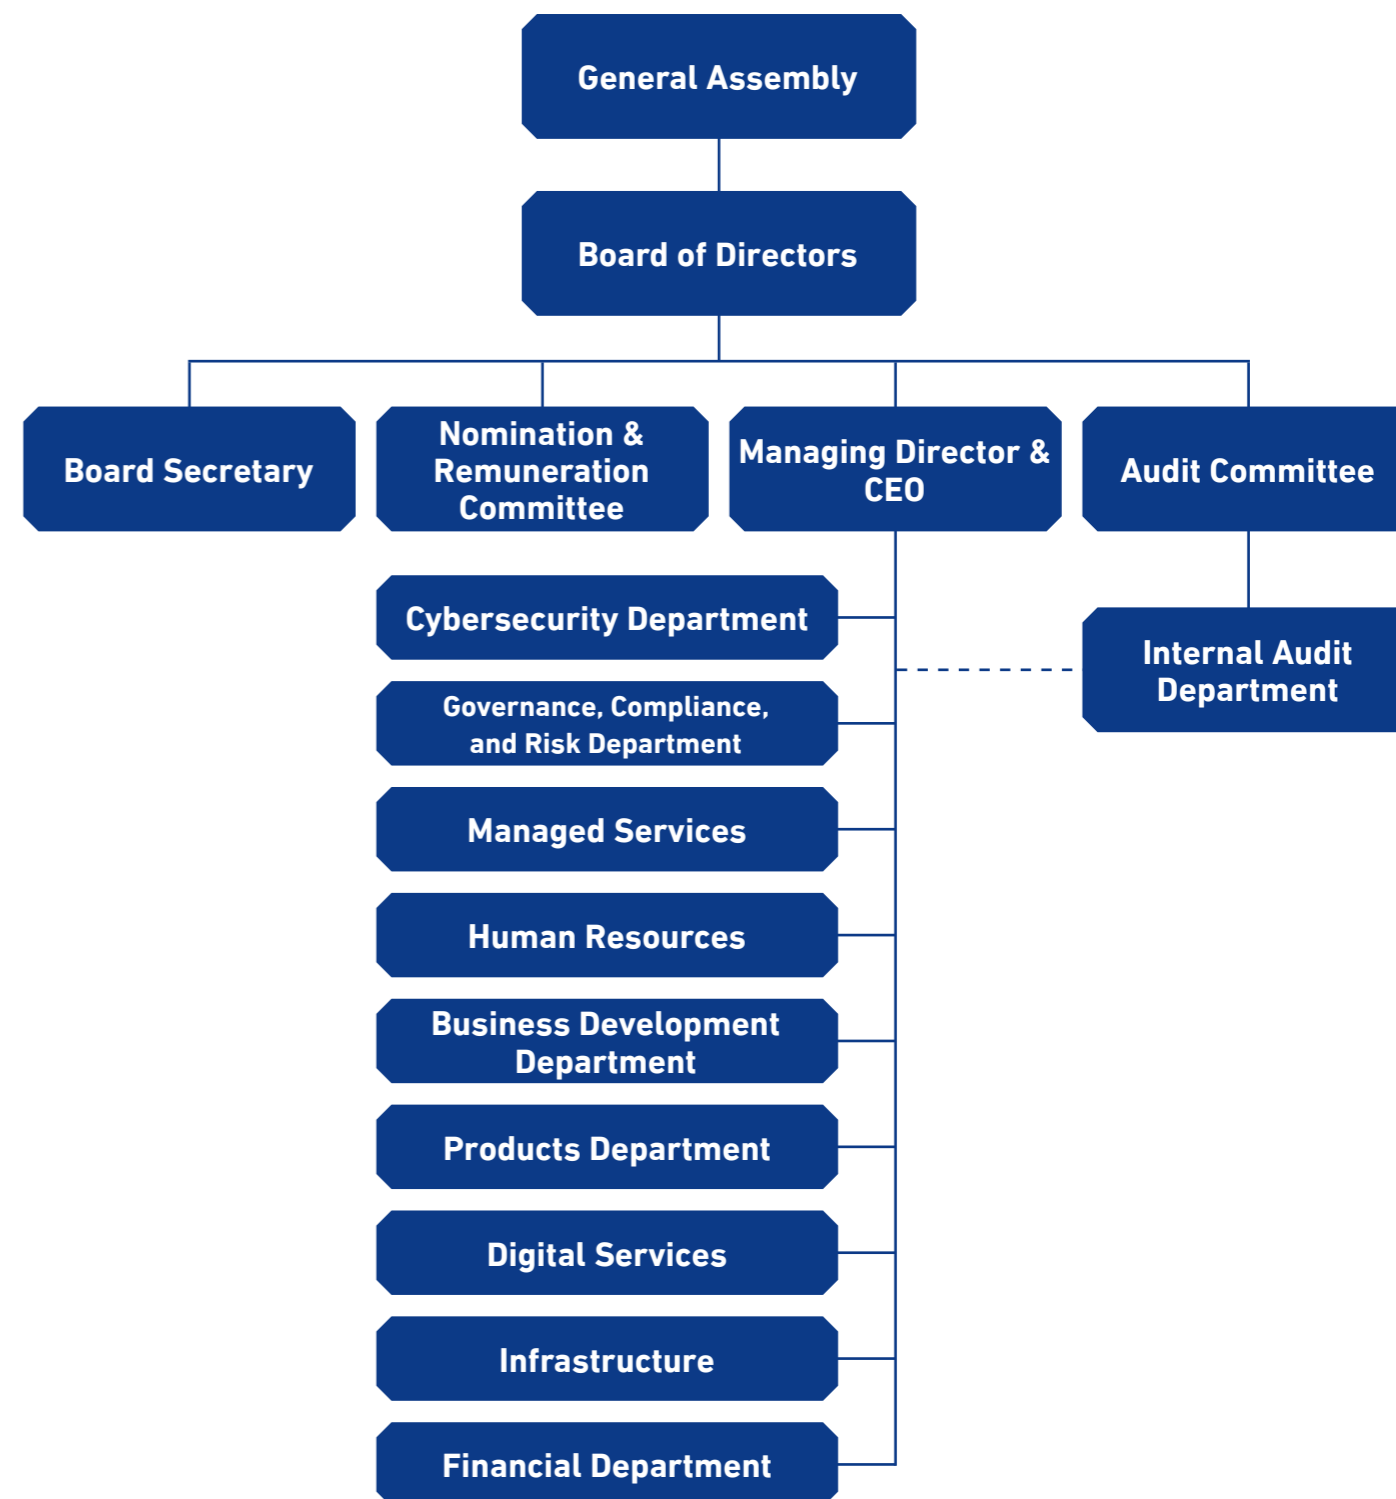 General Assembly
Board of Directors
Board Secretary
Nomination &
Remuneration
Committee
Managing Director &
CEO
Audit Committee
Cybersecurity Department
Internal Audit
Department
Governance, Compliance,
and Risk Department
Managed Services
Human Resources
Business Development
Department
Products Department
Digital Services
Infrastructure
Financial Department